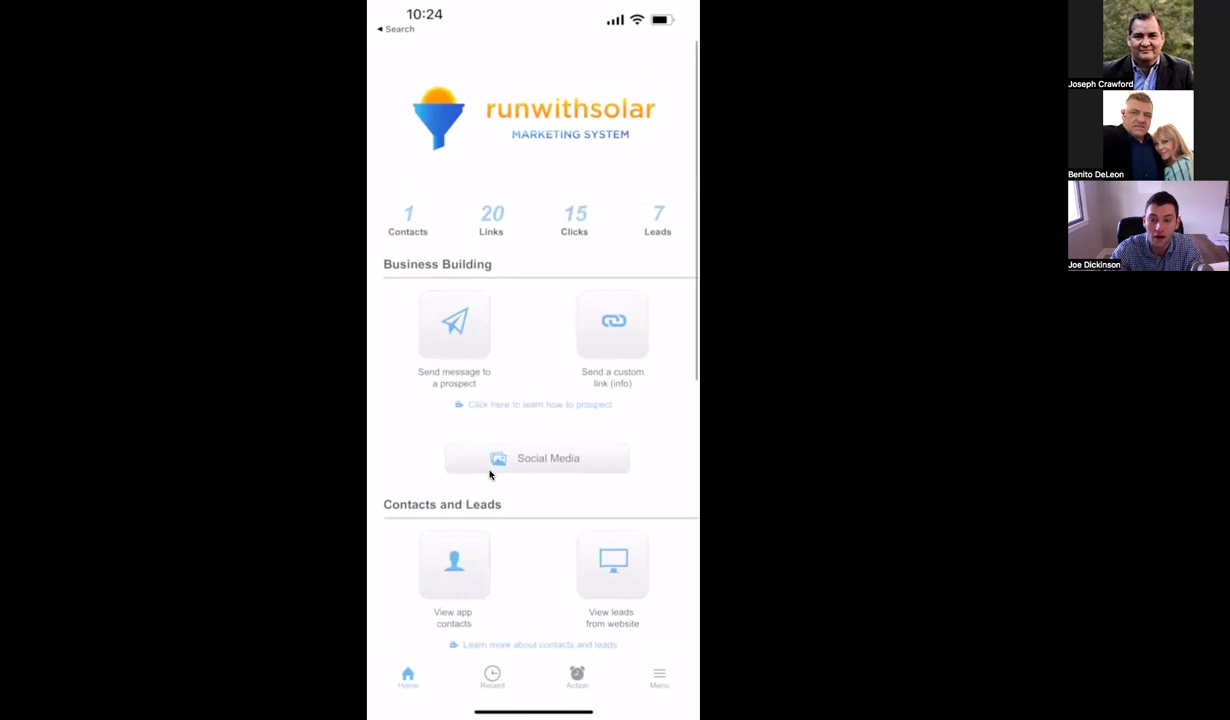 10:24
Search
runwithsolar
MARKETING SYSTEM
1 20 15 7
Contacts Links Clicks Leads
Business Building
Send message to
a prospect
Send a custom
link (info)
Click here to learn how to prospect
Social Media
Contacts and Leads
View app
contacts
View leads
from website
Learn more about contacts and leads
Home Recent Action Menu
Joseph Crawford
Benito DeLeon
Joe Dickinson